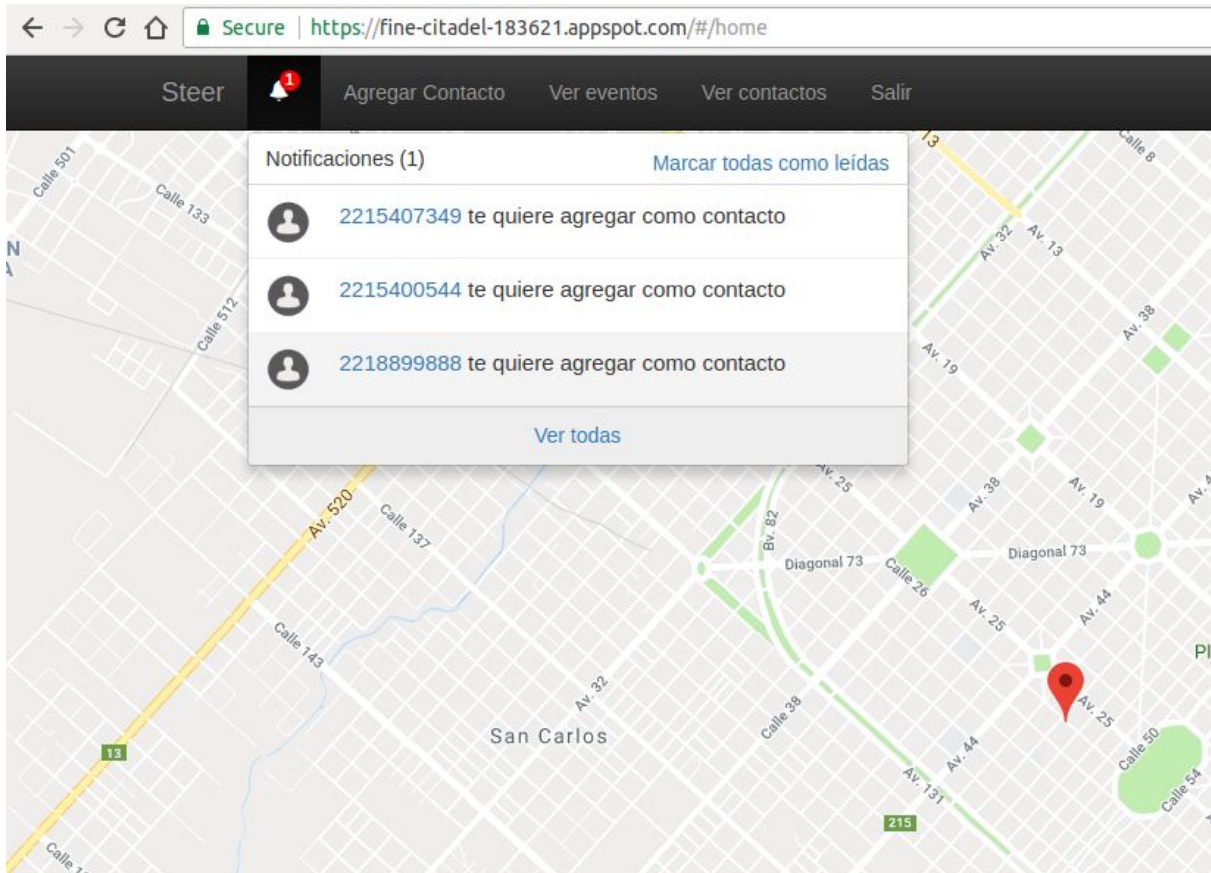 Secure https://fine-citadel-183621.appspot.com/#/home
Steer 1 Agregar Contacto Ver eventos Ver contactos Salir
Notificaciones (1) Marcar todas como leídas
2215407349 te quiere agregar como contacto
2215400544 te quiere agregar como contacto
2218899888 te quiere agregar como contacto
Ver todas
Calle 501
Calle 133
13
Calle 8
N
Av. 32
Av. 13
Calle 512
Av. 38
Av. 19
Av. 25
Av. 520
Calle 137
Bv. 82
Av. 38
Av. 19
Diagonal 73
Calle 26
Diagonal 73
Av. 25
Av. 44
Calle 143
Pl
Av. 32
Calle 38
Av. 25
San Carlos
13
Av. 44
Calle 50
Av. 131
Calle 54
215